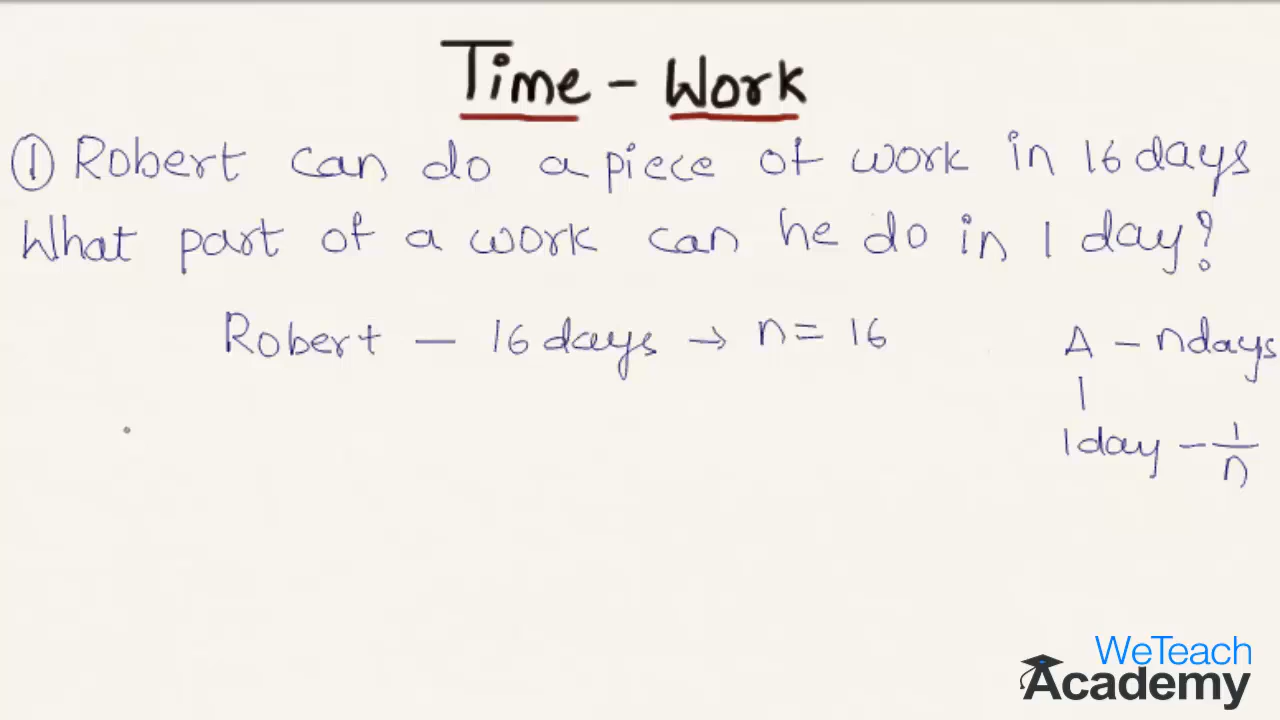 Time - Work
① Robert can do a piece of work in 16 days
What part of a work can he do in 1 day?
Robert — 16 days → n = 16
A - n days
1
1 day - 1/n
WeTeach
Academy